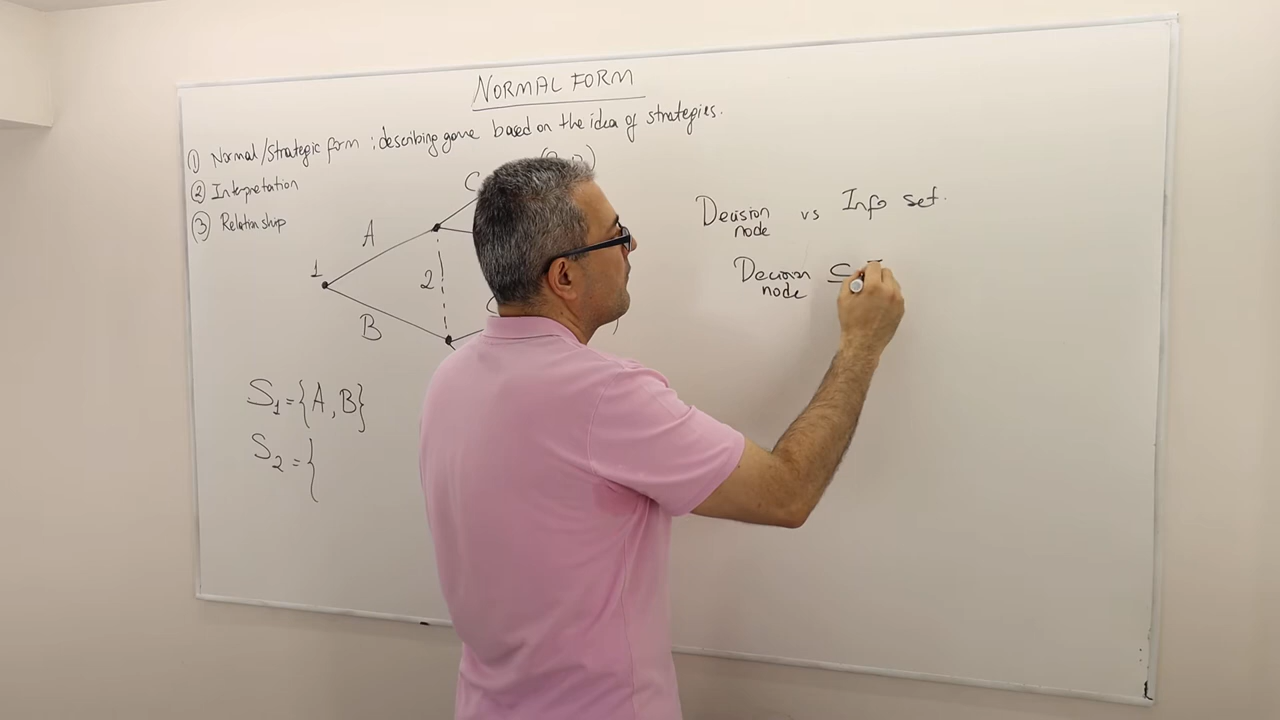 NORMAL FORM
① Normal/Strategic form : describing game based on the idea of strategies.
② Interpretation
③ Relationship
C
A
1
2
B
S₁ = {A, B}
S₂ = {
Decision node vs Info set.
Decision node ⊆